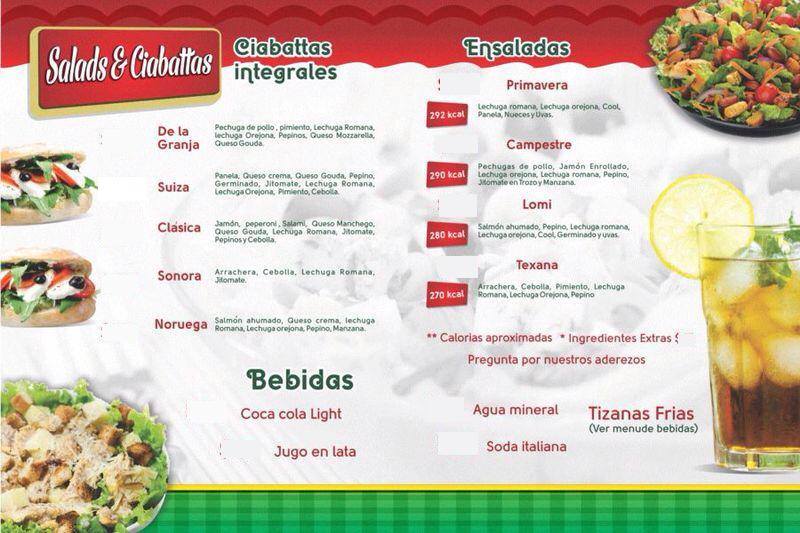 Salads & Ciabattas
Ciabattas
integrales
De la
Granja
Pechuga de pollo , pimiento, Lechuga Romana,
lechuga Orejona, Pepinos, Queso Mozzarella,
Queso Gouda.
Suiza
Panela, Queso crema, Queso Gouda, Pepino,
Germinado, Jitomate, Lechuga Romana,
Lechuga Orejona, Pimiento, Cebolla.
Clásica
Jamón, peperoni , Salami, Queso Manchego,
Queso Gouda, Lechuga Romana, Jitomate,
Pepinos y Cebolla.
Sonora
Arrachera, Cebolla, Lechuga Romana,
Jitomate.
Noruega
Salmón ahumado, Queso crema, lechuga
Romana, Lechuga orejona, Pepino, Manzana.
Ensaladas
Primavera
292 kcal
Lechuga romana, Lechuga orejona, Cool,
Panela, Nueces y Uvas.
Campestre
290 kcal
Pechugas de pollo, Jamón Enrollado,
Lechuga orejona, Lechuga romana, Pepino,
Jitomate en Trozo y Manzana.
Lomi
280 kcal
Salmón ahumado, Pepino, Lechuga romana,
Lechuga orejona, Cool, Germinado y uvas.
Texana
270 kcal
Arrachera, Cebolla, Pimiento, Lechuga
Romana, Lechuga Orejona, Pepino
** Calorias aproximadas * Ingredientes Extras $
Pregunta por nuestros aderezos
Bebidas
Coca cola Light
Jugo en lata
Agua mineral
Soda italiana
Tizanas Frias
(Ver menude bebidas)